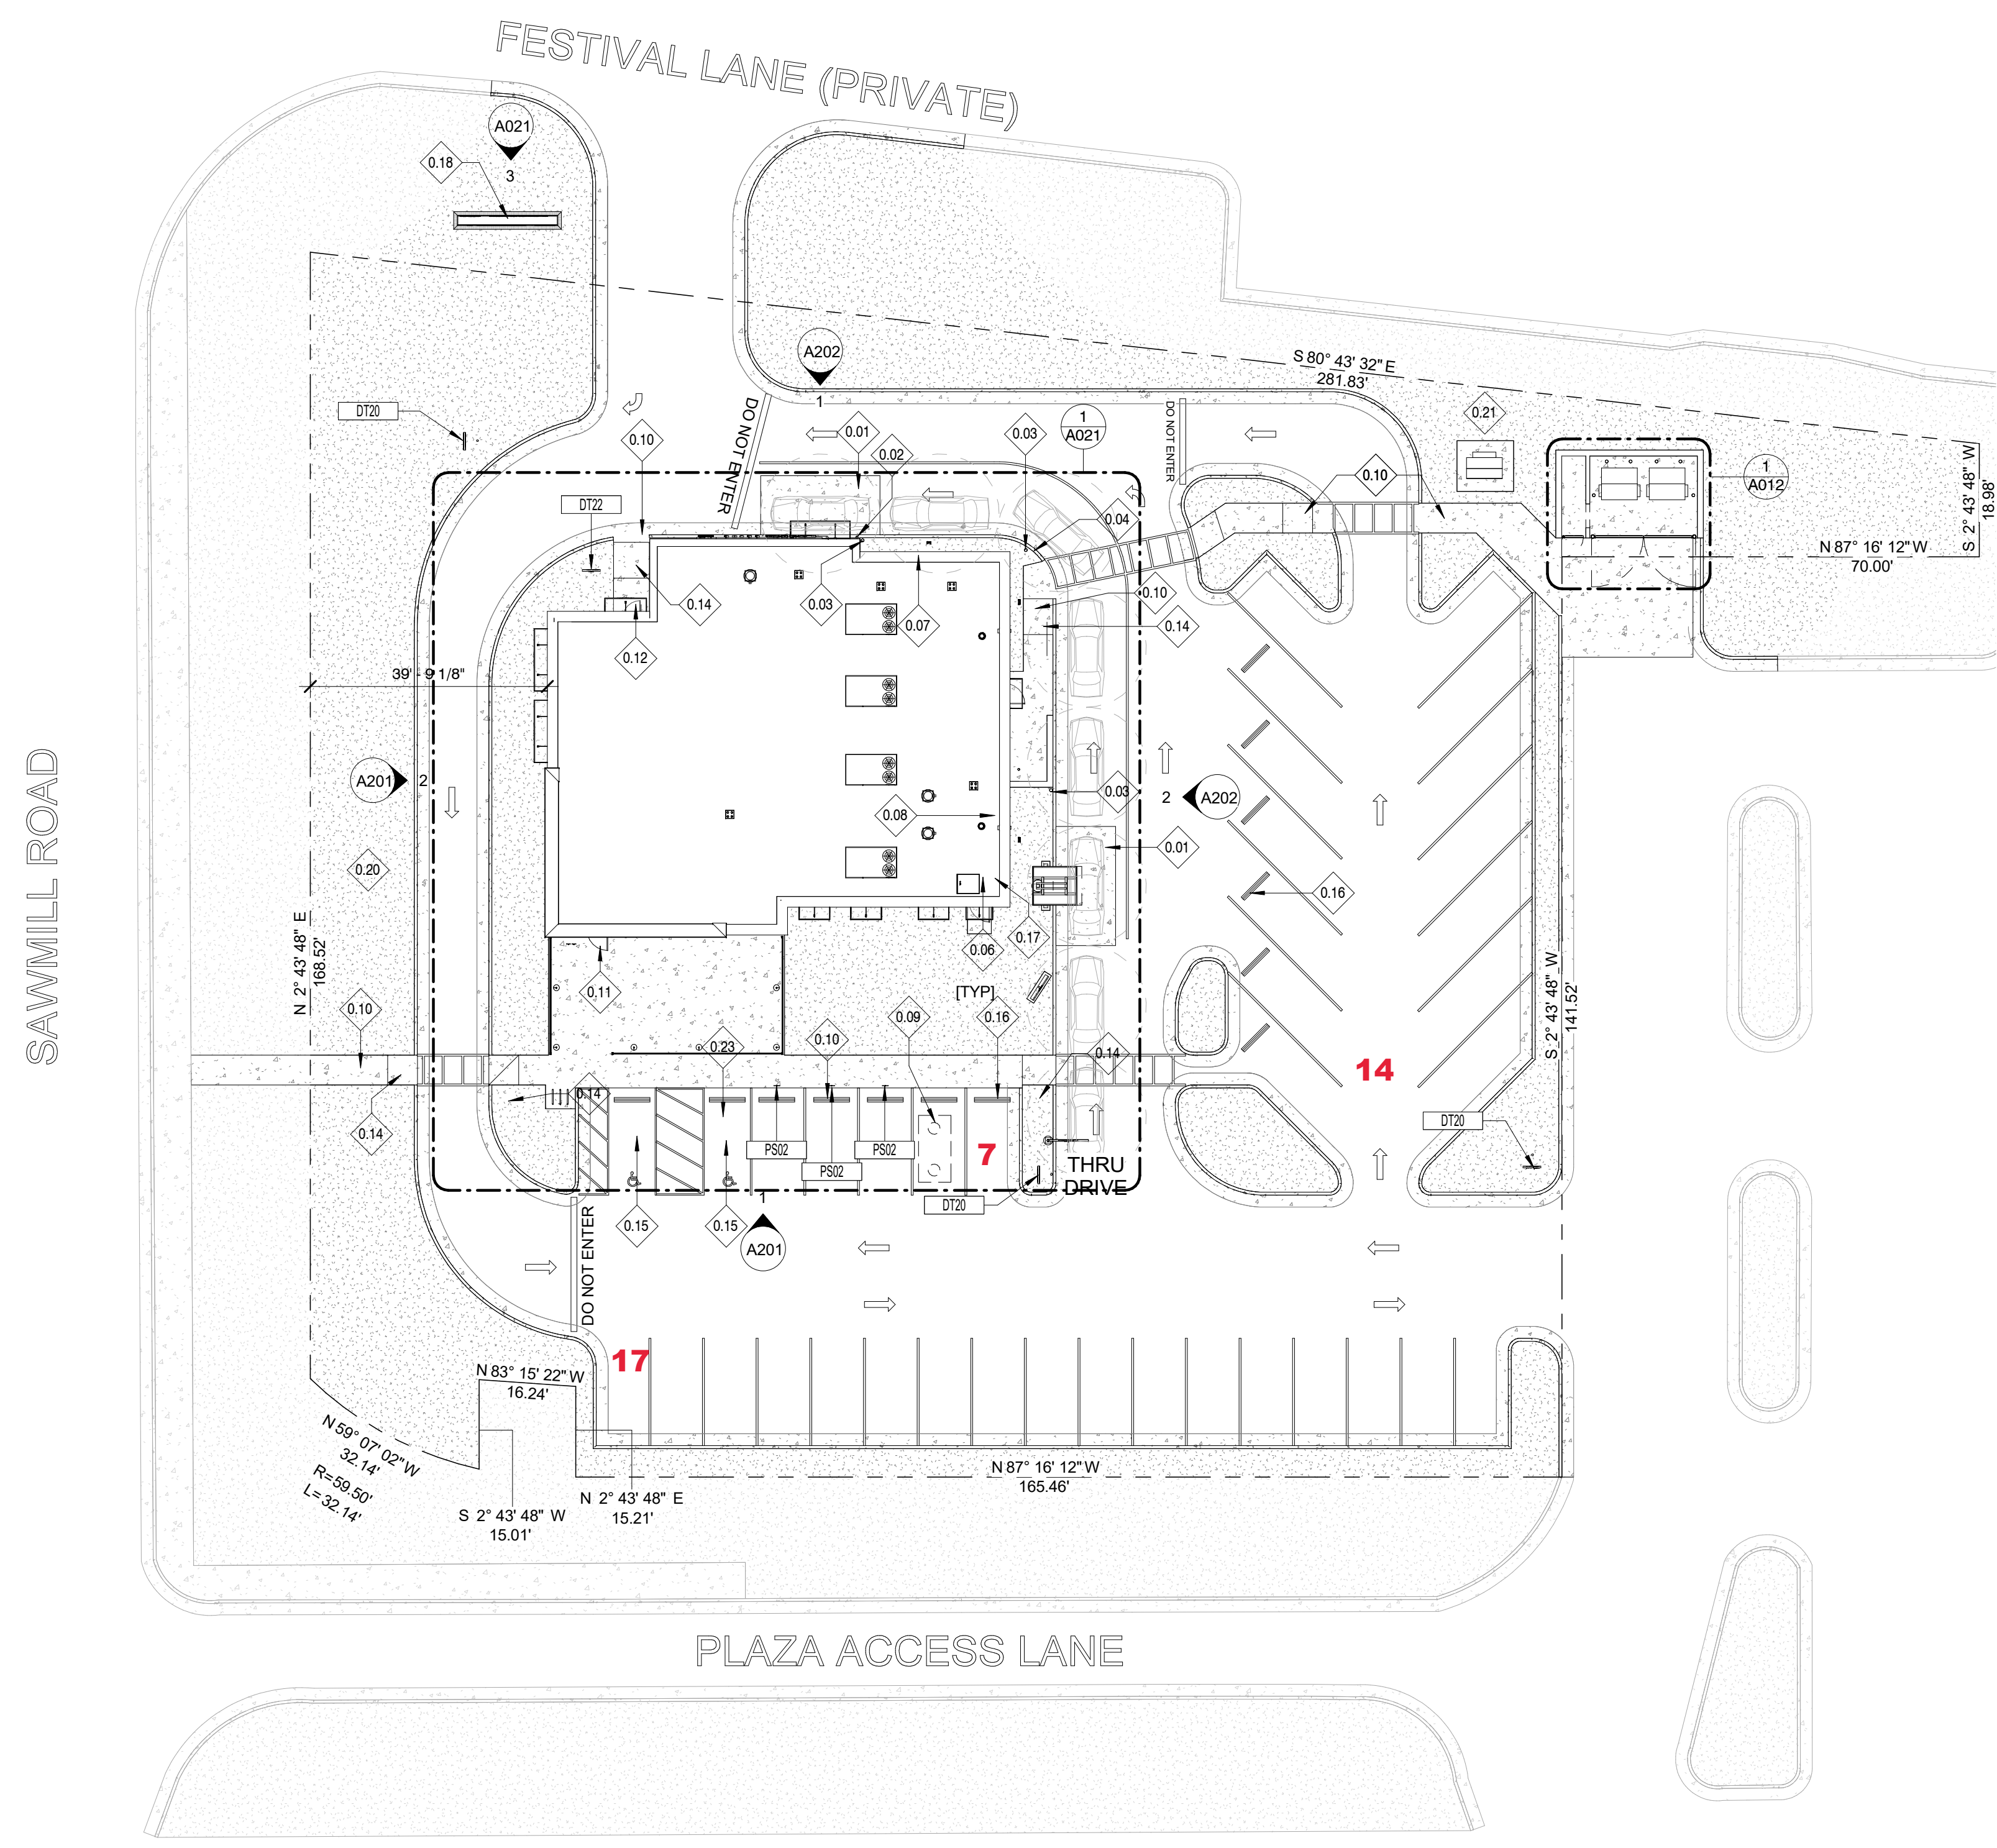 FESTIVAL LANE (PRIVATE)
A021
3
0.18
A202
1
S 80° 43' 32" E
281.83'
DT20
0.10
DO NOT ENTER
0.01
0.02
0.03
1
A021
DO NOT ENTER
0.21
0.10
1
A012
S 2° 43' 48" W
18.98'
N 87° 16' 12" W
70.00'
DT22
0.04
0.14
0.03
0.07
0.10
0.14
0.12
39' - 9 1/8"
SAWMILL ROAD
A201
2
0.03
2
A202
0.08
0.01
0.20
0.16
N 2° 43' 48" E
168.52'
0.06
0.17
0.11
[TYP]
S 2° 43' 48" W
141.52'
0.10
0.09
0.16
0.23
0.10
0.14
14
0.14
0.14
DT20
PS02
PS02
PS02
7
THRU
DRIVE
DT20
0.15
0.15
1
A201
DO NOT ENTER
17
N 83° 15' 22" W
16.24'
N 59° 07' 02" W
32.14'
R=59.50'
L=32.14'
S 2° 43' 48" W
15.01'
N 2° 43' 48" E
15.21'
N 87° 16' 12" W
165.46'
PLAZA ACCESS LANE